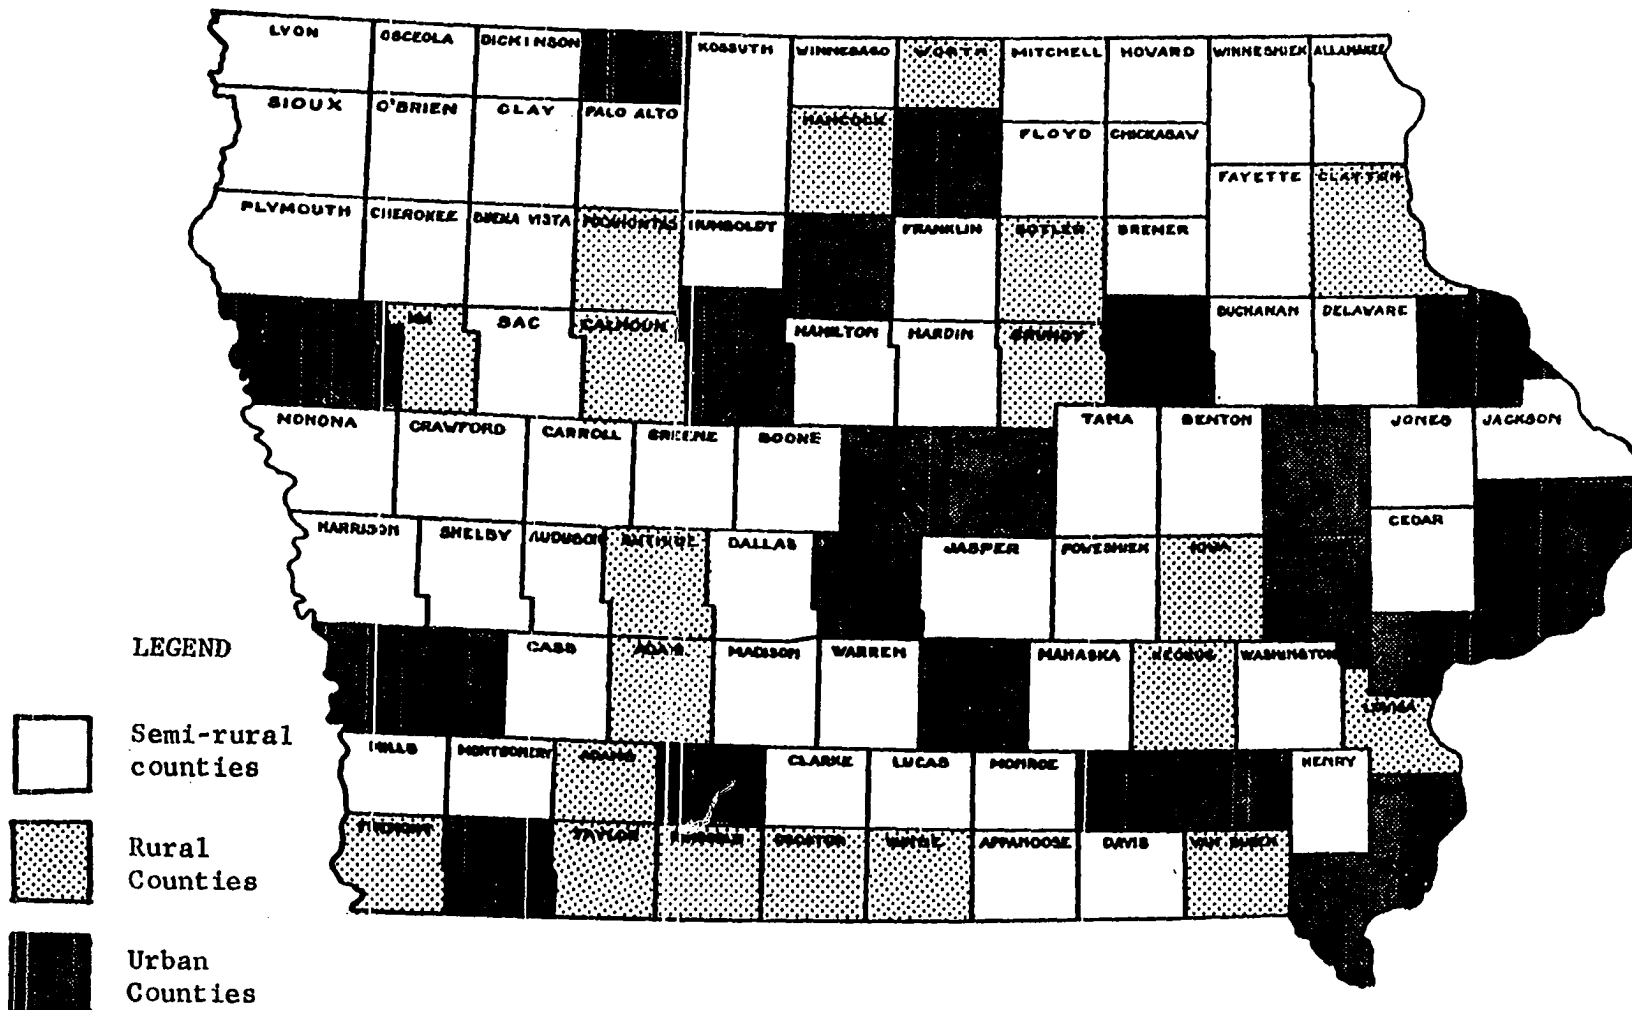 LYON OSCEOLA DICKINSON KOSSUTH WINNEBAGO WORTH MITCHELL HOWARD WINNESHIEK ALLAMAKEE
SIOUX O'BRIEN CLAY PALO ALTO HANCOCK FLOYD CHICKASAW
FAYETTE CLAYTON
PLYMOUTH CHEROKEE BUENA VISTA POCAHONTAS HUMBOLDT FRANKLIN BUTLER BREMER
IDA SAC CALHOUN HAMILTON HARDIN GRUNDY BUCHANAN DELAWARE
MONONA CRAWFORD CARROLL GREENE BOONE TAMA BENTON JONES JACKSON
HARRISON SHELBY AUDUBON GUTHRIE DALLAS JASPER POWESHIEK IOWA CEDAR
CASS ADAIR MADISON WARREN MAHASKA KEOKUK WASHINGTON
LOUISA
MILLS MONTGOMERY ADAMS CLARKE LUCAS MONROE HENRY
FREMONT TAYLOR DECATUR WAYNE APPANOOSE DAVIS VAN BUREN
LEGEND
Semi-rural
counties
Rural
Counties
Urban
Counties